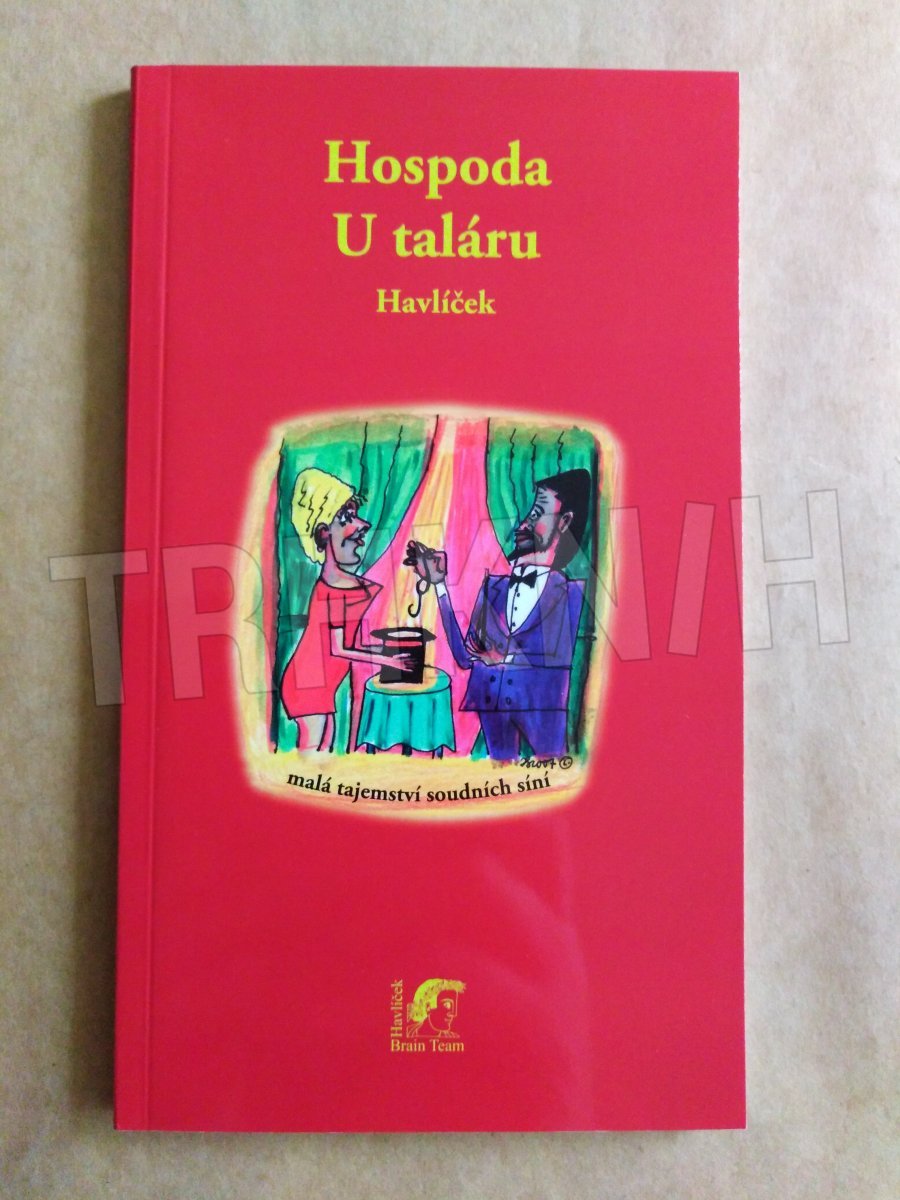 Hospoda
U taláru
Havlíček
malá tajemství soudních síní
Havlíček
Brain Team